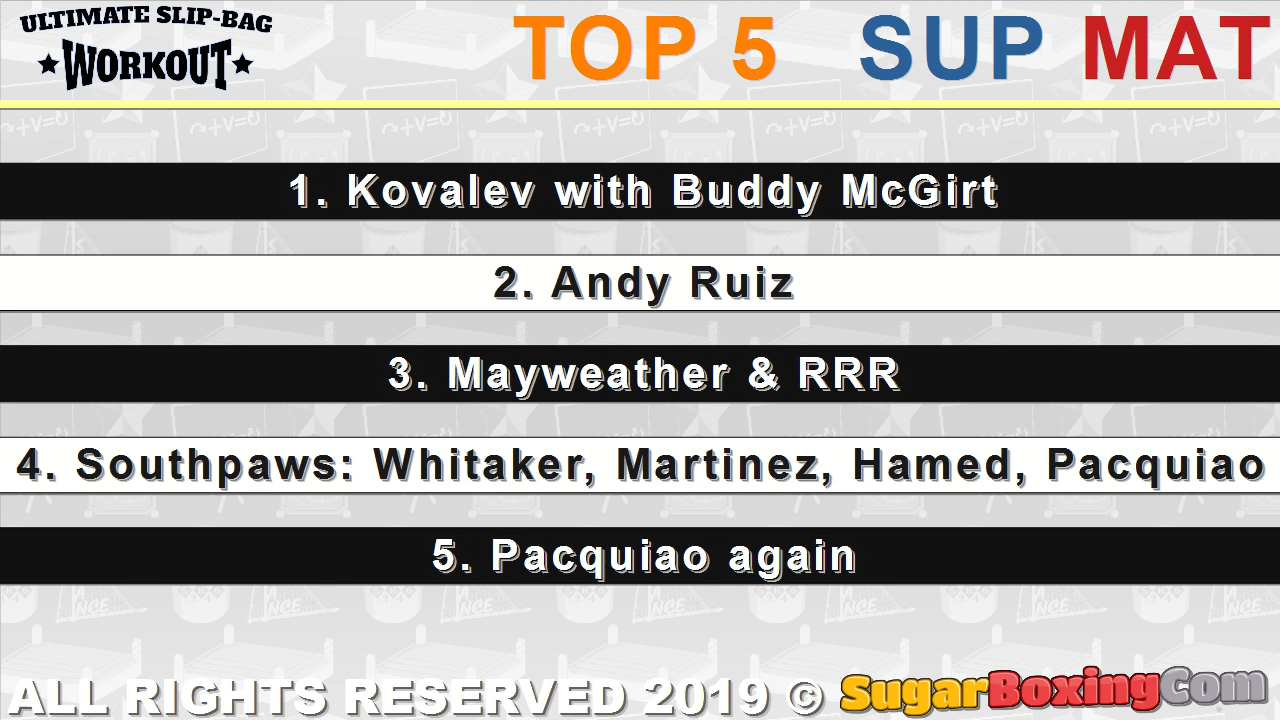 ULTIMATE SLIP-BAG
WORKOUT
TOP 5 SUP MAT
1. Kovalev with Buddy McGirt
2. Andy Ruiz
3. Mayweather & RRR
4. Southpaws: Whitaker, Martinez, Hamed, Pacquiao
5. Pacquiao again
ALL RIGHTS RESERVED 2019 © SugarBoxingCom